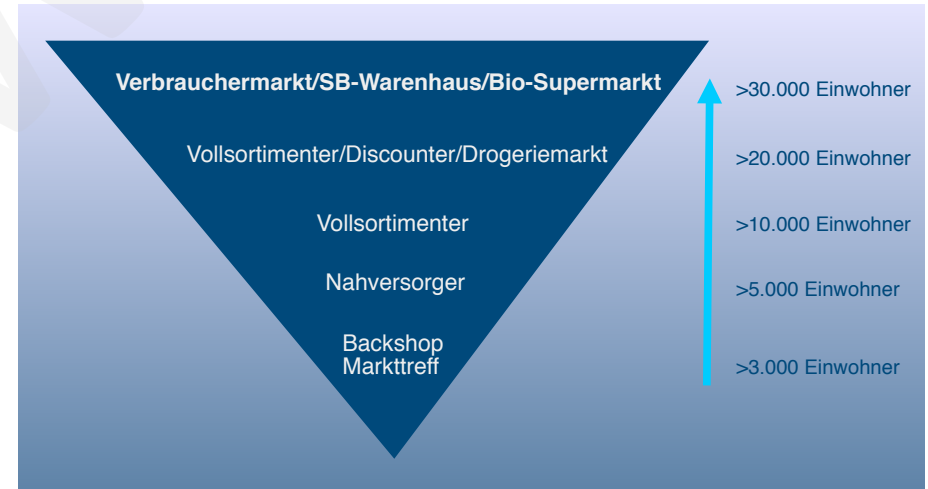 Verbrauchermarkt/SB-Warenhaus/Bio-Supermarkt
>30.000 Einwohner
Vollsortimenter/Discounter/Drogeriemarkt
>20.000 Einwohner
Vollsortimenter
>10.000 Einwohner
Nahversorger
>5.000 Einwohner
Backshop
Markttreff
>3.000 Einwohner